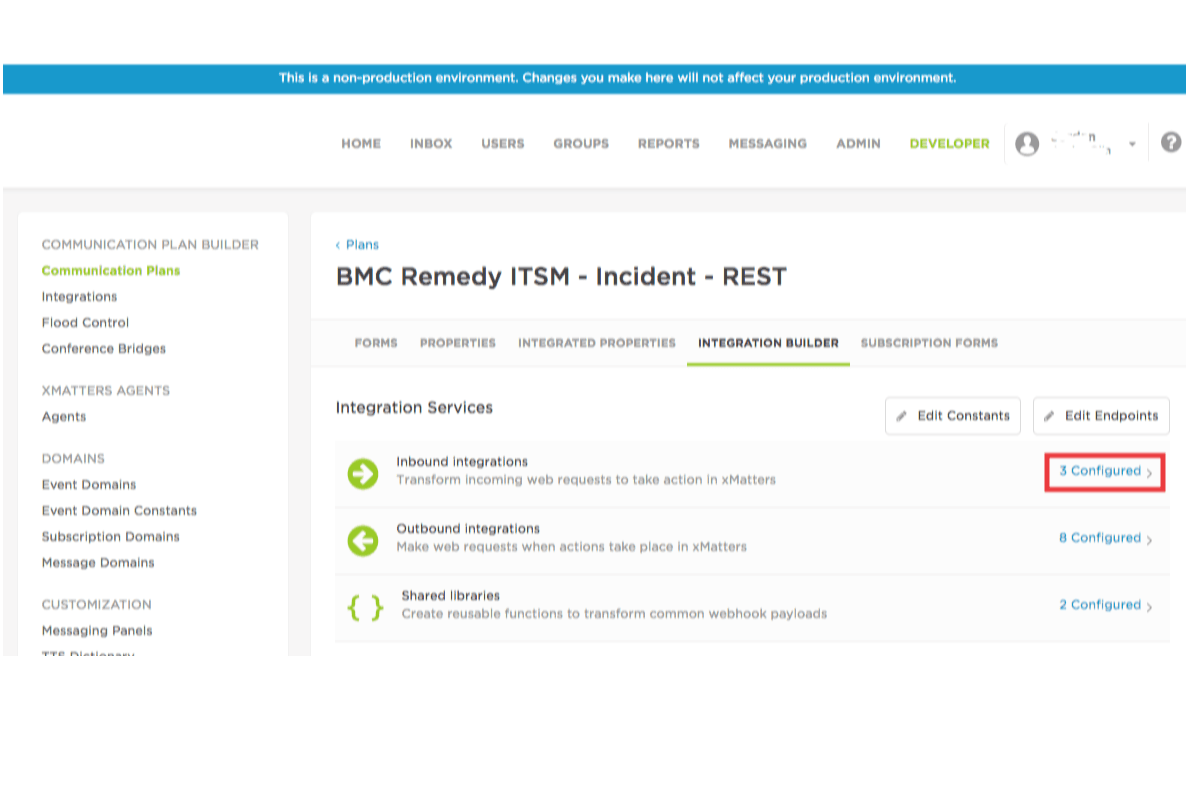 This is a non-production environment. Changes you make here will not affect your production environment.
HOME INBOX USERS GROUPS REPORTS MESSAGING ADMIN DEVELOPER
COMMUNICATION PLAN BUILDER
Communication Plans
Integrations
Flood Control
Conference Bridges
XMATTERS AGENTS
Agents
DOMAINS
Event Domains
Event Domain Constants
Subscription Domains
Message Domains
CUSTOMIZATION
Messaging Panels
TTS Dictionary
< Plans
BMC Remedy ITSM - Incident - REST
FORMS PROPERTIES INTEGRATED PROPERTIES INTEGRATION BUILDER SUBSCRIPTION FORMS
Integration Services
Edit Constants Edit Endpoints
Inbound integrations
Transform incoming web requests to take action in xMatters
3 Configured >
Outbound integrations
Make web requests when actions take place in xMatters
8 Configured >
{ } Shared libraries
Create reusable functions to transform common webhook payloads
2 Configured >